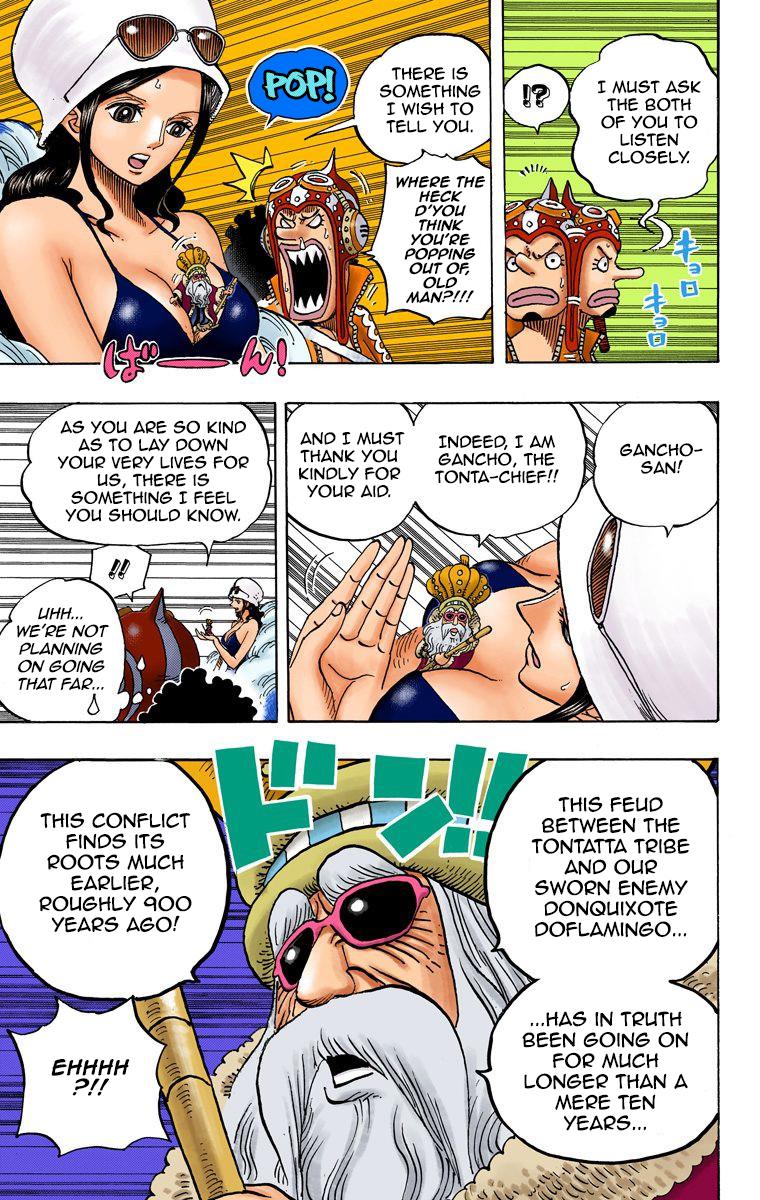 I MUST ASK
THE BOTH
OF YOU TO
LISTEN
CLOSELY.
!?
キョロ
キョロ
THERE IS
SOMETHING
I WISH TO
TELL YOU.
POP!
WHERE THE
HECK
D'YOU
THINK
YOU'RE
POPPING
OUT OF,
OLD
MAN?!!!
ばーん!
GANCHO-
SAN!
INDEED, I AM
GANCHO, THE
TONTA-CHIEF!!
AND I MUST
THANK YOU
KINDLY FOR
YOUR AID.
AS YOU ARE SO KIND
AS TO LAY DOWN
YOUR VERY LIVES FOR
US, THERE IS
SOMETHING I FEEL
YOU SHOULD KNOW.
!!
UHH...
WE'RE NOT
PLANNING
ON GOING
THAT FAR...
ドン!!
THIS FEUD
BETWEEN THE
TONTATTA TRIBE
AND OUR
SWORN ENEMY
DONQUIXOTE
DOFLAMINGO...
...HAS IN TRUTH
BEEN GOING ON
FOR MUCH
LONGER THAN A
MERE TEN
YEARS...
THIS CONFLICT
FINDS ITS
ROOTS MUCH
EARLIER,
ROUGHLY 900
YEARS AGO!
EHHHH
?!!